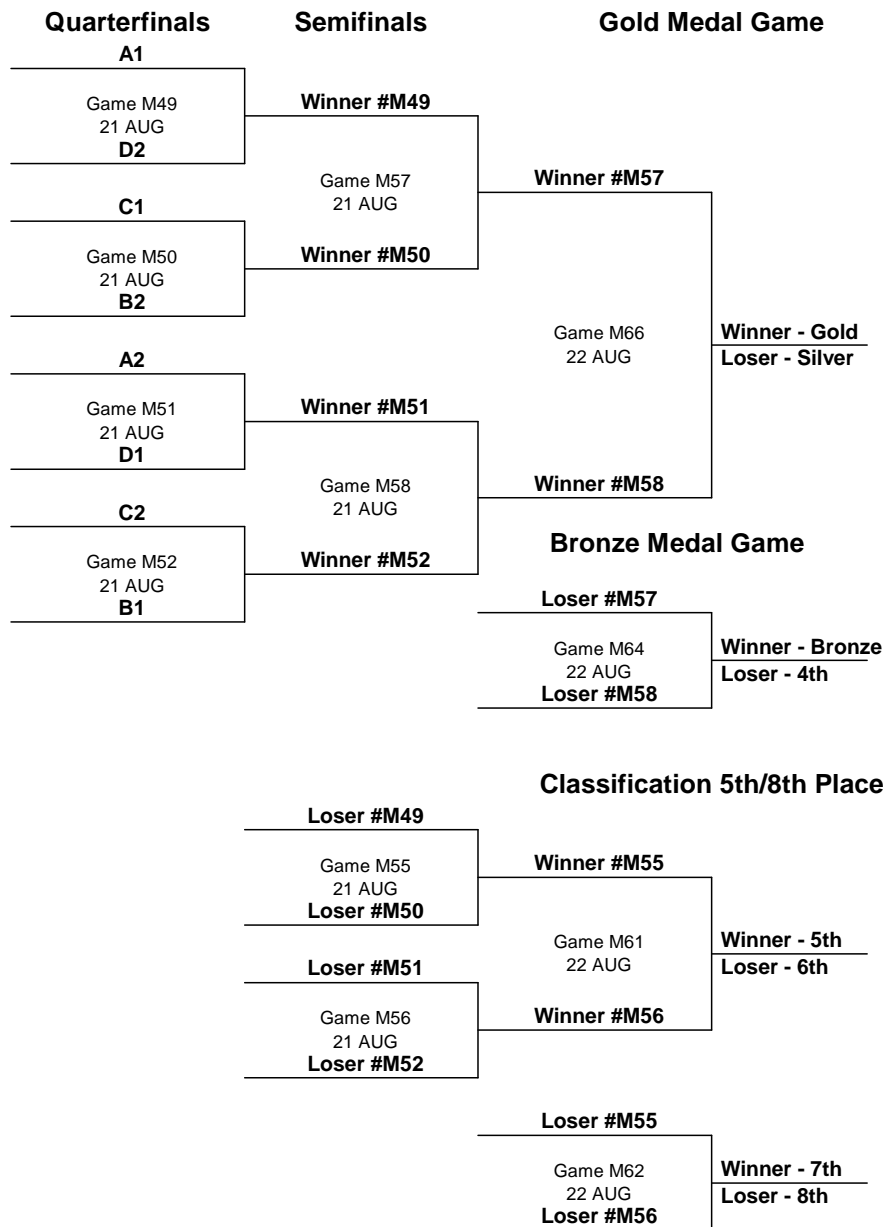 Quarterfinals Semifinals Gold Medal Game
A1
Game M49
21 AUG
D2
Winner #M49
Game M57
21 AUG
Winner #M57
C1
Game M50
21 AUG
B2
Winner #M50
Game M66
22 AUG
Winner - Gold
Loser - Silver
A2
Game M51
21 AUG
D1
Winner #M51
Game M58
21 AUG
Winner #M58
C2
Game M52
21 AUG
B1
Winner #M52
Bronze Medal Game
Loser #M57
Game M64
22 AUG
Loser #M58
Winner - Bronze
Loser - 4th
Classification 5th/8th Place
Loser #M49
Game M55
21 AUG
Loser #M50
Winner #M55
Game M61
22 AUG
Winner - 5th
Loser - 6th
Loser #M51
Game M56
21 AUG
Loser #M52
Winner #M56
Loser #M55
Game M62
22 AUG
Loser #M56
Winner - 7th
Loser - 8th